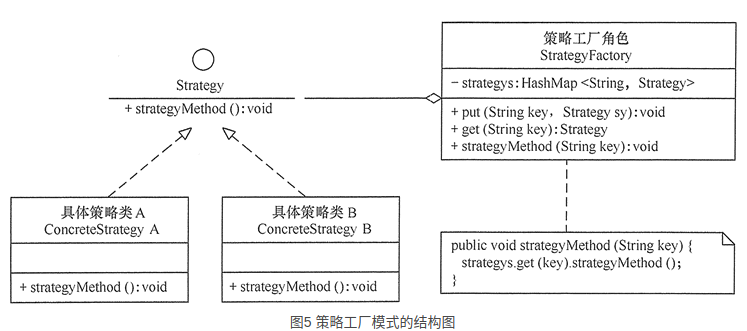 Strategy
+ strategyMethod ():void
策略工厂角色
StrategyFactory
− strategys:HashMap <String, Strategy>
+ put (String key, Strategy sy):void
+ get (String key):Strategy
+ strategyMethod (String key):void
具体策略类 A
ConcreteStrategy A
+ strategyMethod ():void
具体策略类 B
ConcreteStrategy B
+ strategyMethod ():void
public void strategyMethod (String key) {
strategys.get (key).strategyMethod ();
}
图5 策略工厂模式的结构图